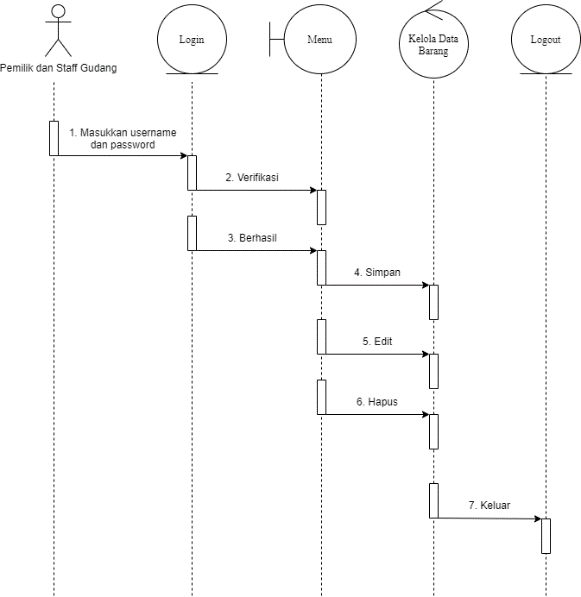 Login
Menu
Kelola Data
Barang
Logout
Pemilik dan Staff Gudang
1. Masukkan username
dan password
2. Verifikasi
3. Berhasil
4. Simpan
5. Edit
6. Hapus
7. Keluar